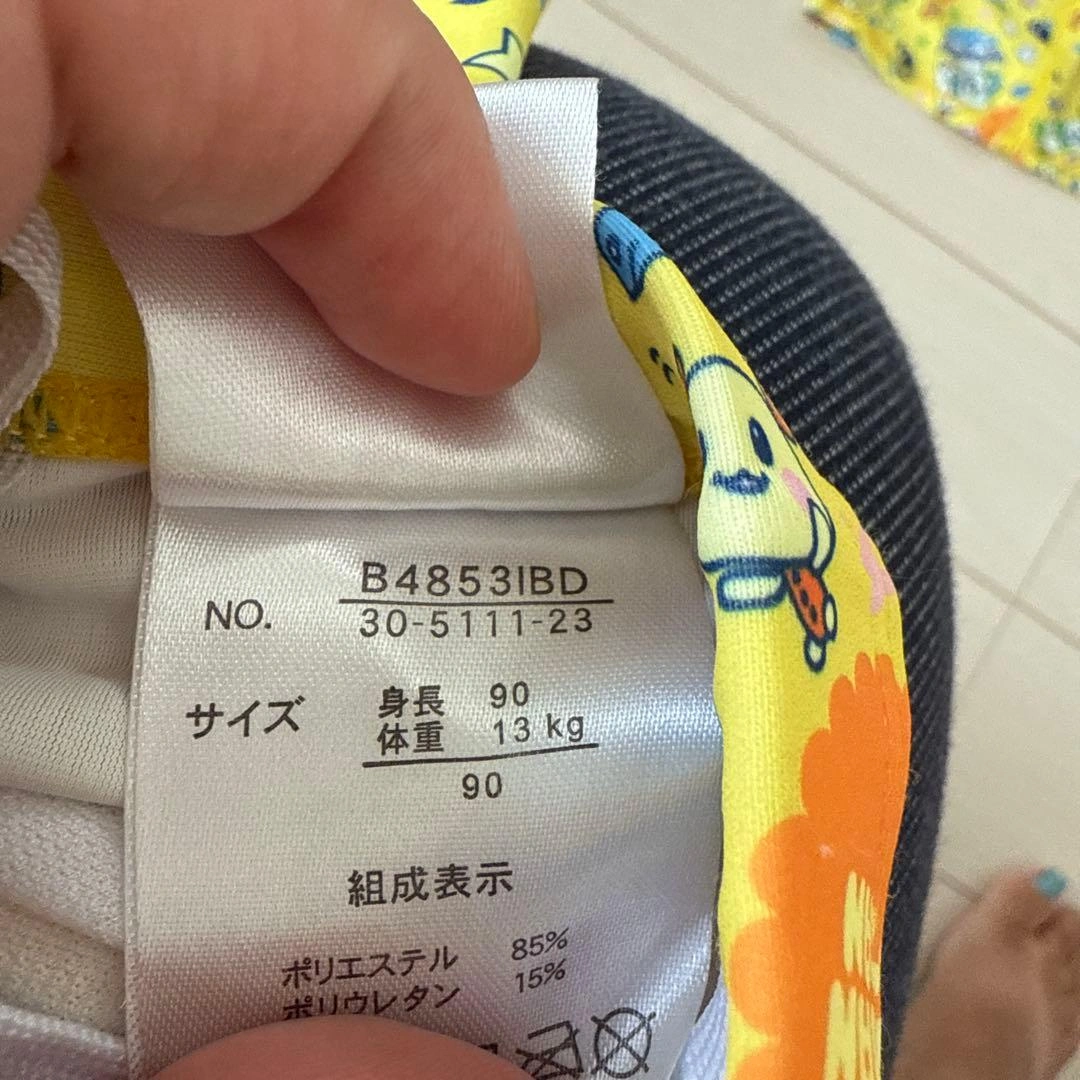 NO. B4853IBD
30-5111-23
サイズ 身長 90
体重 13 kg
90
組成表示
ポリエステル 85%
ポリウレタン 15%